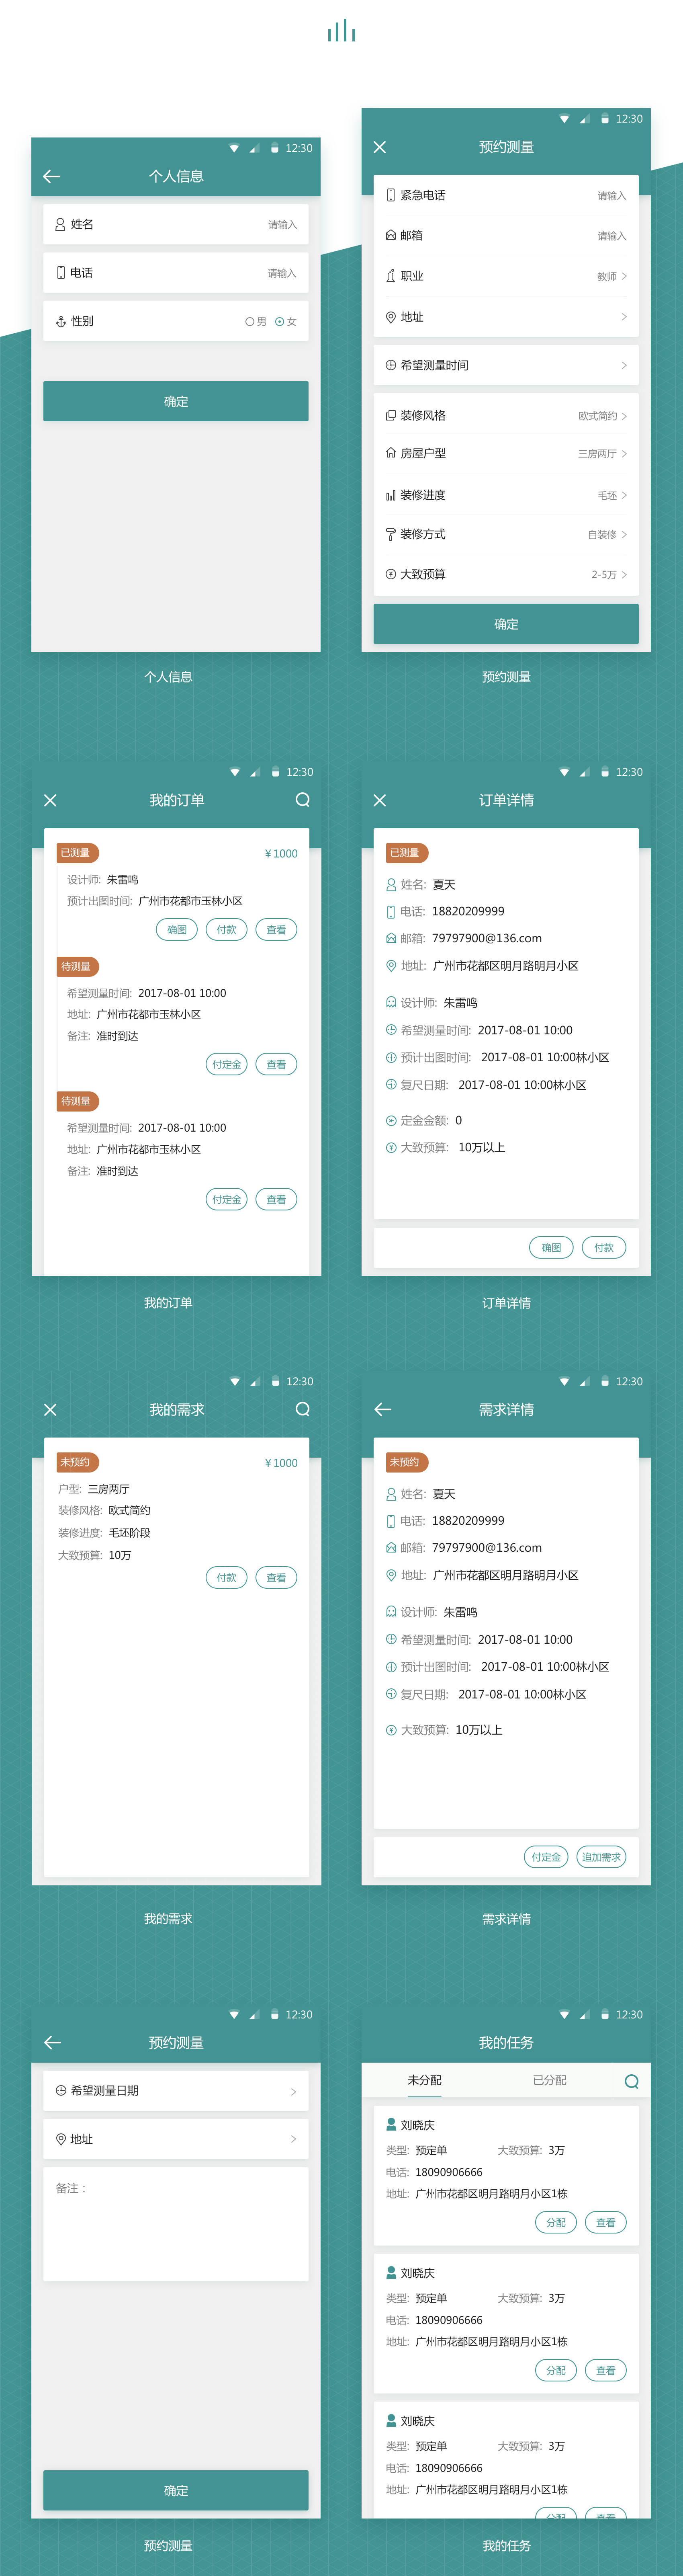 12:30
个人信息
姓名 请输入
电话 请输入
性别 男 女
确定
个人信息
12:30
预约测量
紧急电话 请输入
邮箱 请输入
职业 教师
地址
希望测量时间
装修风格 欧式简约
房屋户型 三房两厅
装修进度 毛坯
装修方式 自装修
大致预算 2-5万
确定
预约测量
12:30
我的订单
已测量 ¥1000
设计师: 朱雷鸣
预计出图时间: 广州市花都市玉林小区
确图 付款 查看
待测量
希望测量时间: 2017-08-01 10:00
地址: 广州市花都市玉林小区
备注: 准时到达
付定金 查看
待测量
希望测量时间: 2017-08-01 10:00
地址: 广州市花都市玉林小区
备注: 准时到达
付定金 查看
我的订单
12:30
订单详情
已测量
姓名: 夏天
电话: 18820209999
邮箱: 79797900@136.com
地址: 广州市花都区明月路明月小区
设计师: 朱雷鸣
希望测量时间: 2017-08-01 10:00
预计出图时间: 2017-08-01 10:00林小区
复尺日期: 2017-08-01 10:00林小区
定金金额: 0
大致预算: 10万以上
确图 付款
订单详情
12:30
我的需求
未预约 ¥1000
户型: 三房两厅
装修风格: 欧式简约
装修进度: 毛坯阶段
大致预算: 10万
付款 查看
我的需求
12:30
需求详情
未预约
姓名: 夏天
电话: 18820209999
邮箱: 79797900@136.com
地址: 广州市花都区明月路明月小区
设计师: 朱雷鸣
希望测量时间: 2017-08-01 10:00
预计出图时间: 2017-08-01 10:00林小区
复尺日期: 2017-08-01 10:00林小区
大致预算: 10万以上
付定金 追加需求
需求详情
12:30
预约测量
希望测量日期
地址
备注：
确定
预约测量
12:30
我的任务
未分配 已分配
刘晓庆
类型: 预定单 大致预算: 3万
电话: 18090906666
地址: 广州市花都区明月路明月小区1栋
分配 查看
刘晓庆
类型: 预定单 大致预算: 3万
电话: 18090906666
地址: 广州市花都区明月路明月小区1栋
分配 查看
刘晓庆
类型: 预定单 大致预算: 3万
电话: 18090906666
地址: 广州市花都区明月路明月小区1栋
分配 查看
我的任务